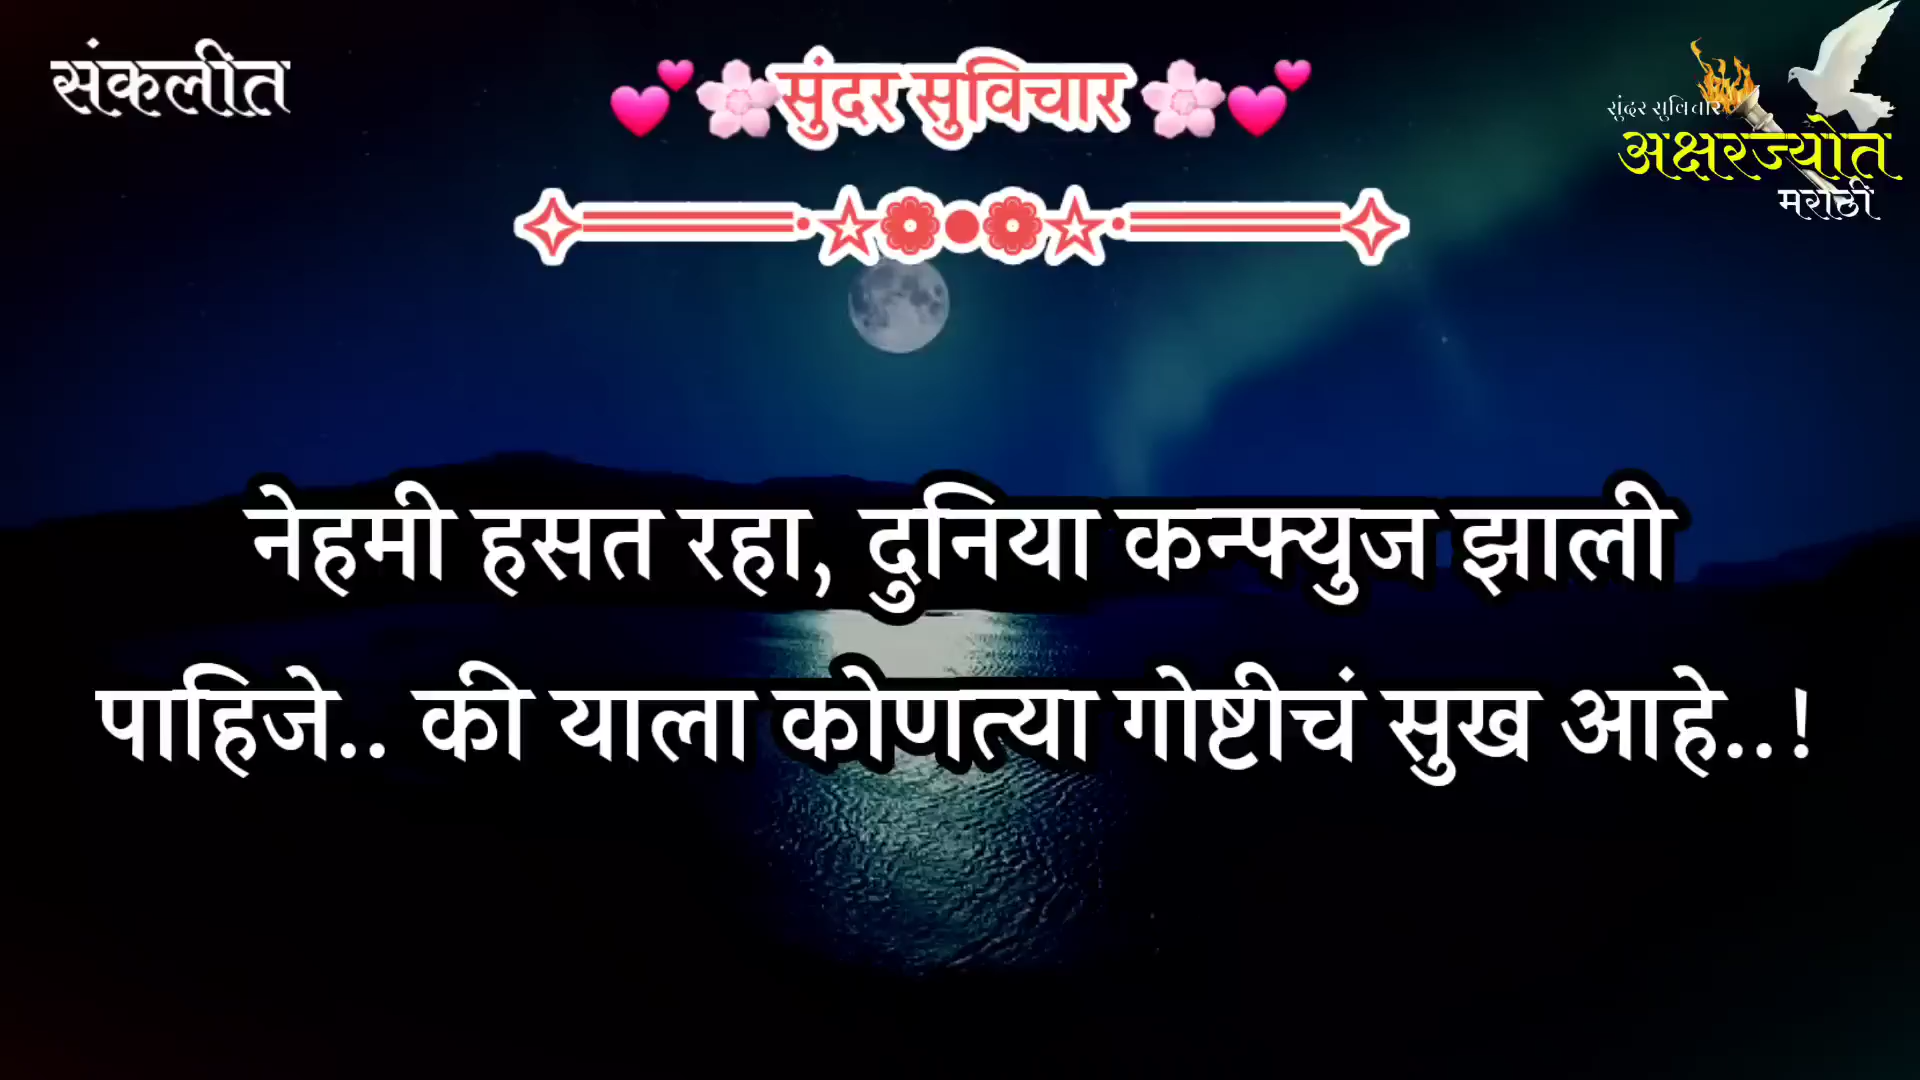 संकलीत
💕🌸सुंदर सुविचार 🌸💕
सुंदर सुविचार
अक्षरज्योत
मराठी
नेहमी हसत रहा, दुनिया कन्फ्युज झाली
पाहिजे.. की याला कोणत्या गोष्टीचं सुख आहे..!